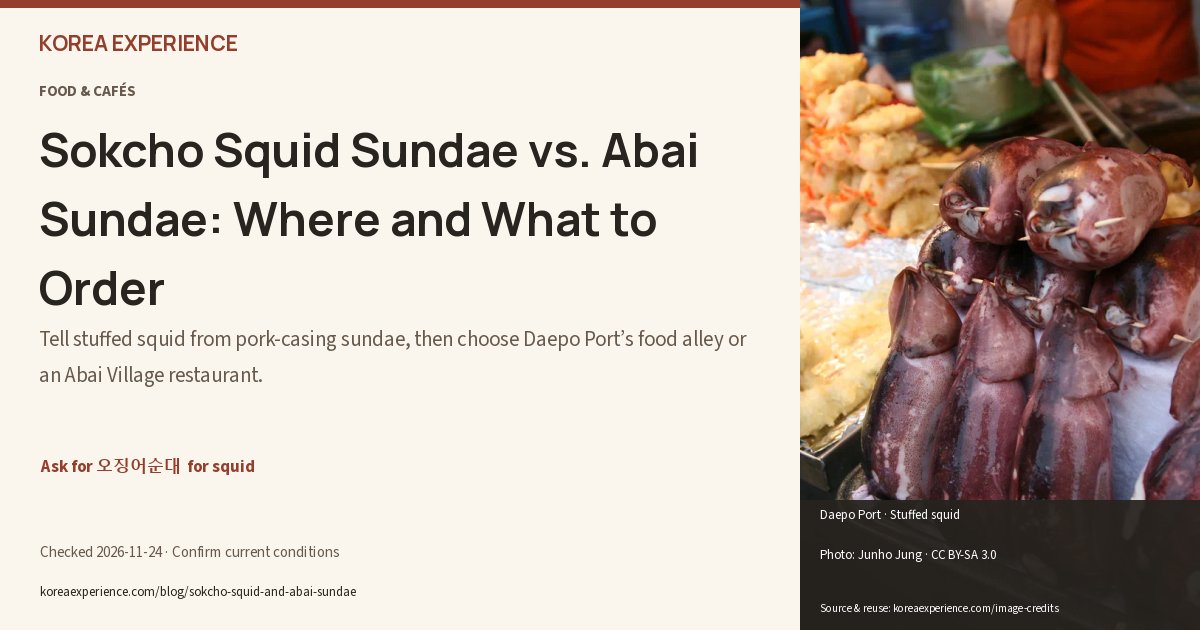 KOREA EXPERIENCE
FOOD & CAFÉS
Sokcho Squid Sundae vs. Abai
Sundae: Where and What to
Order
Tell stuffed squid from pork-casing sundae, then choose Daepo Port’s food alley or
an Abai Village restaurant.
Ask for 오징어순대 for squid
Checked 2026-11-24 · Confirm current conditions
koreaexperience.com/blog/sokcho-squid-and-abai-sundae
Daepo Port · Stuffed squid
Photo: Junho Jung · CC BY-SA 3.0
Source & reuse: koreaexperience.com/image-credits